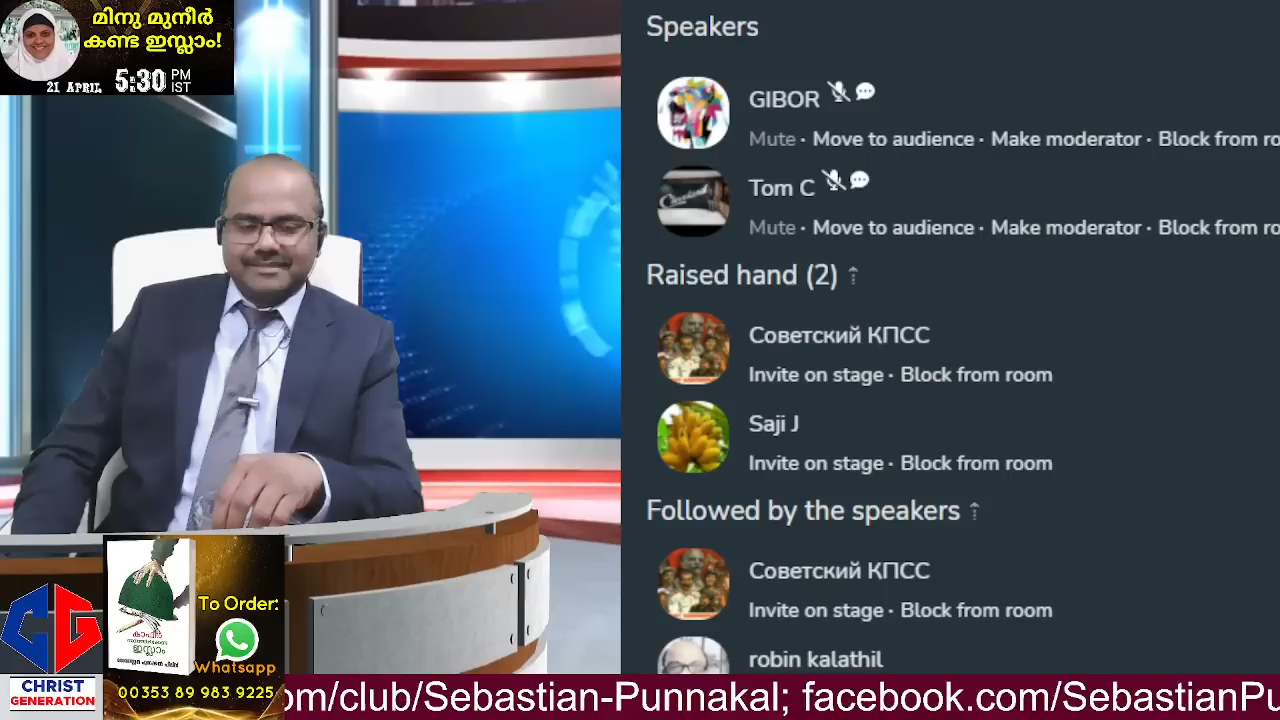 മിനു മുനീർ
കണ്ട ഇസ്ലാം!
21 APRIL 5:30 PM IST
Speakers
GIBOR
Mute · Move to audience · Make moderator · Block from ro
Tom C
Mute · Move to audience · Make moderator · Block from ro
Raised hand (2)
Советский КПСС
Invite on stage · Block from room
Saji J
Invite on stage · Block from room
Followed by the speakers
Советский КПСС
Invite on stage · Block from room
robin kalathil
ഇസ്ലാം
To Order:
Whatsapp
00353 89 983 9225
CG
CHRIST
GENERATION
om/club/Sebastian-Punnakal; facebook.com/SebastianPu